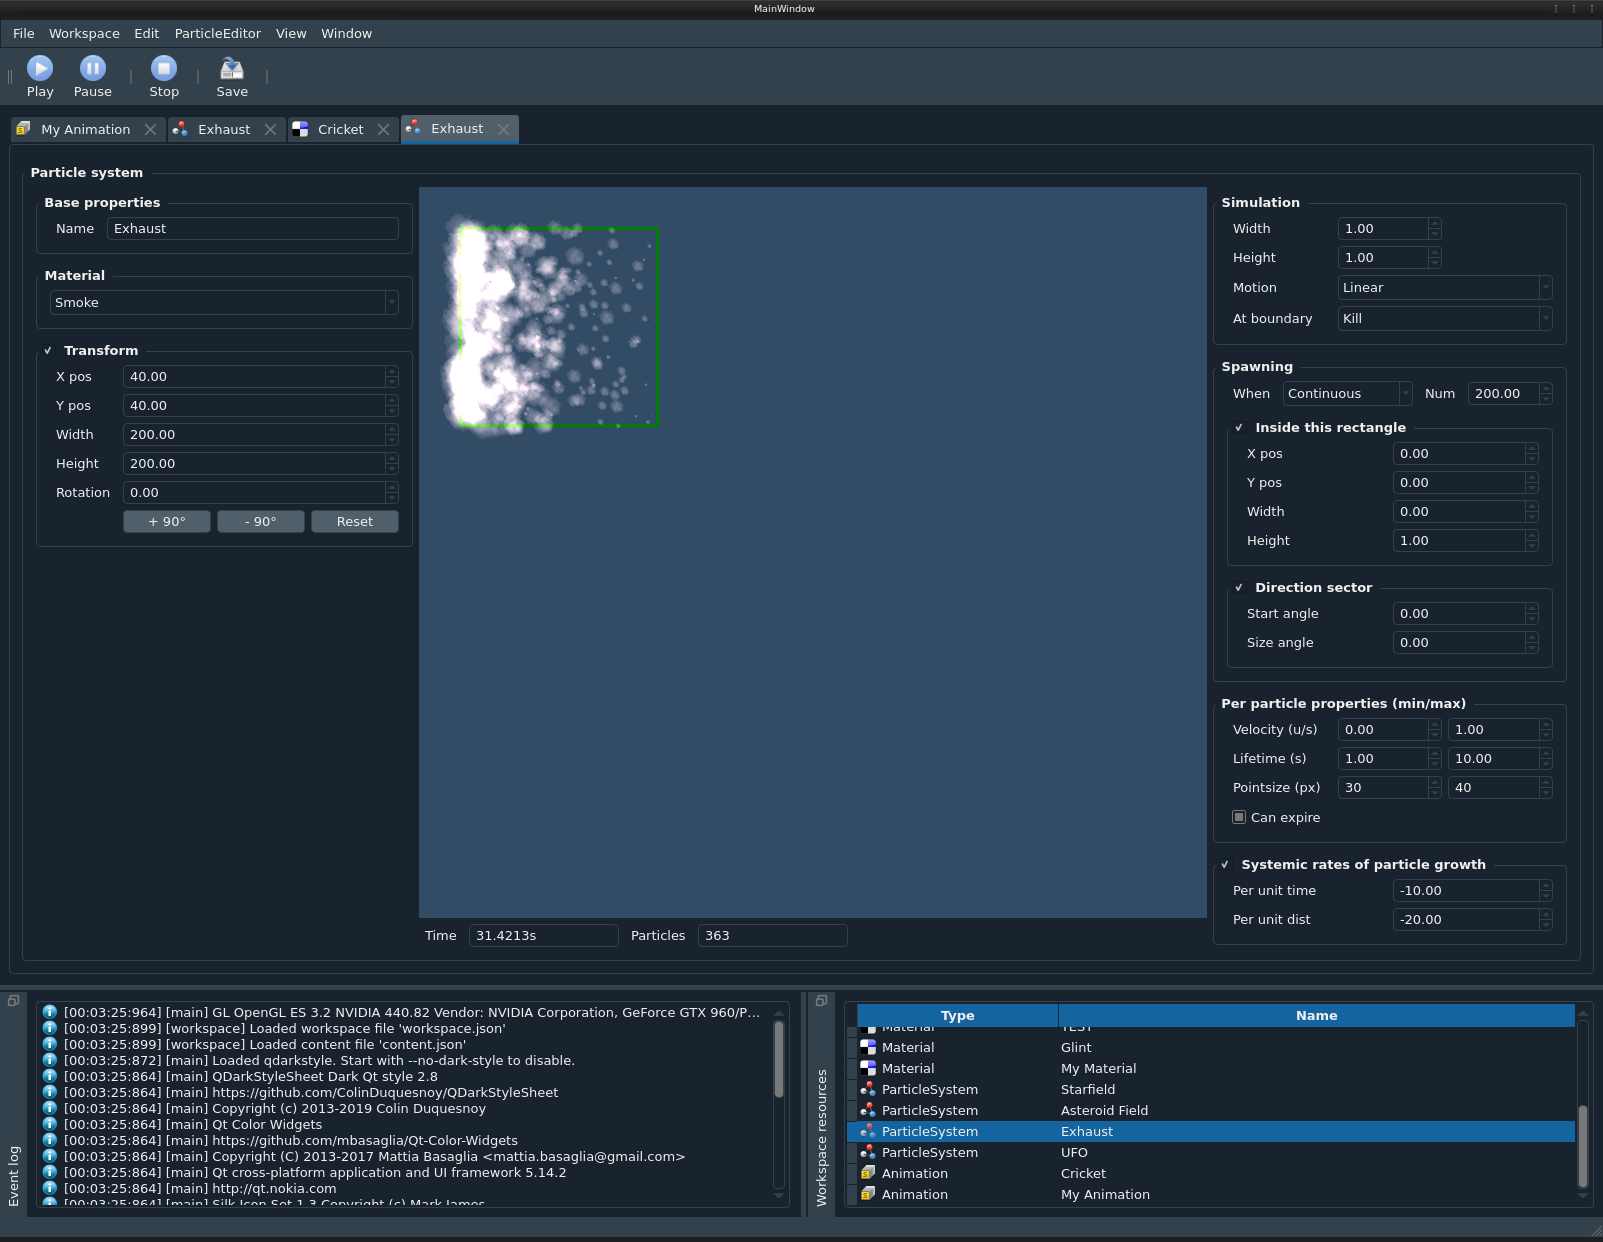 MainWindow
File Workspace Edit ParticleEditor View Window
Play Pause Stop Save
My Animation Exhaust Cricket Exhaust
Particle system
Base properties
Name Exhaust
Material
Smoke
Transform
X pos 40.00
Y pos 40.00
Width 200.00
Height 200.00
Rotation 0.00
+ 90° - 90° Reset
Time 31.4213s Particles 363
Simulation
Width 1.00
Height 1.00
Motion Linear
At boundary Kill
Spawning
When Continuous Num 200.00
Inside this rectangle
X pos 0.00
Y pos 0.00
Width 0.00
Height 1.00
Direction sector
Start angle 0.00
Size angle 0.00
Per particle properties (min/max)
Velocity (u/s) 0.00 1.00
Lifetime (s) 1.00 10.00
Pointsize (px) 30 40
Can expire
Systemic rates of particle growth
Per unit time -10.00
Per unit dist -20.00
Event log
[00:03:25:964] [main] GL OpenGL ES 3.2 NVIDIA 440.82 Vendor: NVIDIA Corporation, GeForce GTX 960/P...
[00:03:25:899] [workspace] Loaded workspace file 'workspace.json'
[00:03:25:899] [workspace] Loaded content file 'content.json'
[00:03:25:872] [main] Loaded qdarkstyle. Start with --no-dark-style to disable.
[00:03:25:864] [main] QDarkStyleSheet Dark Qt style 2.8
[00:03:25:864] [main] https://github.com/ColinDuquesnoy/QDarkStyleSheet
[00:03:25:864] [main] Copyright (c) 2013-2019 Colin Duquesnoy
[00:03:25:864] [main] Qt Color Widgets
[00:03:25:864] [main] https://github.com/mbasaglia/Qt-Color-Widgets
[00:03:25:864] [main] Copyright (C) 2013-2017 Mattia Basaglia <mattia.basaglia@gmail.com>
[00:03:25:864] [main] Qt cross-platform application and UI framework 5.14.2
[00:03:25:864] [main] http://qt.nokia.com
[00:03:25:864] [main] Silk Icon Set 1.3 Copyright (c) Mark James
Workspace resources
Type Name
Material TEST
Material Glint
Material My Material
ParticleSystem Starfield
ParticleSystem Asteroid Field
ParticleSystem Exhaust
ParticleSystem UFO
Animation Cricket
Animation My Animation